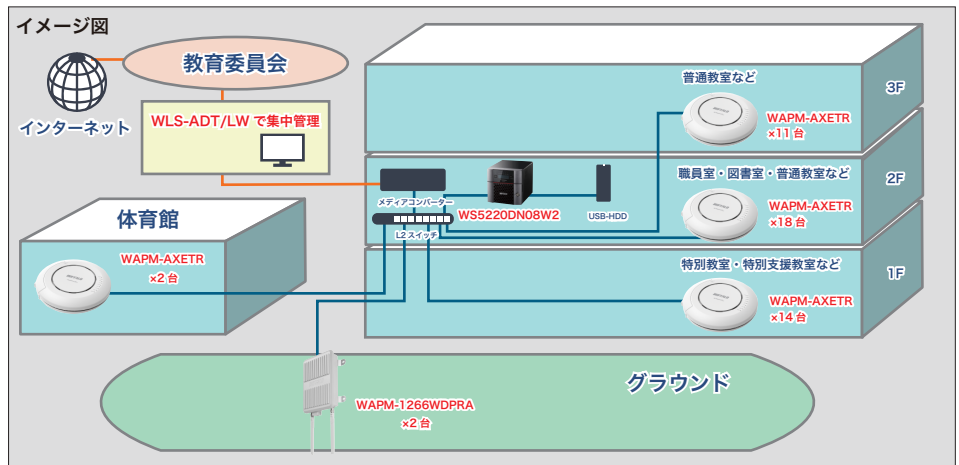 イメージ図
教育委員会
インターネット
WLS-ADT/LW で集中管理
普通教室など
3F
WAPM-AXETR
×11 台
職員室・図書室・普通教室など
2F
メディアコンバーター
WS5220DN08W2
USB-HDD
WAPM-AXETR
×18 台
L2 スイッチ
体育館
WAPM-AXETR
×2 台
特別教室・特別支援教室など
1F
WAPM-AXETR
×14 台
グラウンド
WAPM-1266WDPRA
×2 台